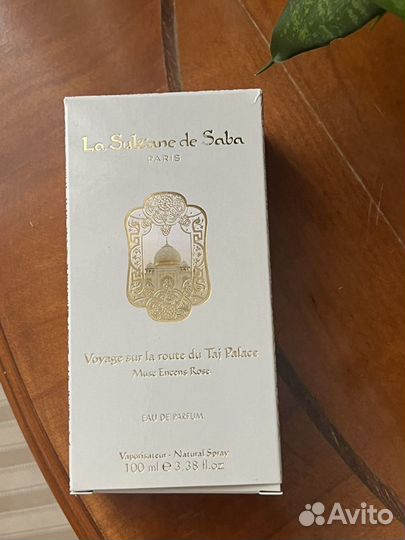 La Sultane de Saba
PARIS
Voyage sur la route du Taj Palace
Musc Encens Rose
EAU DE PARFUM
Vaporisateur - Natural Spray
100 ml e 3,38 fl.oz
Avito